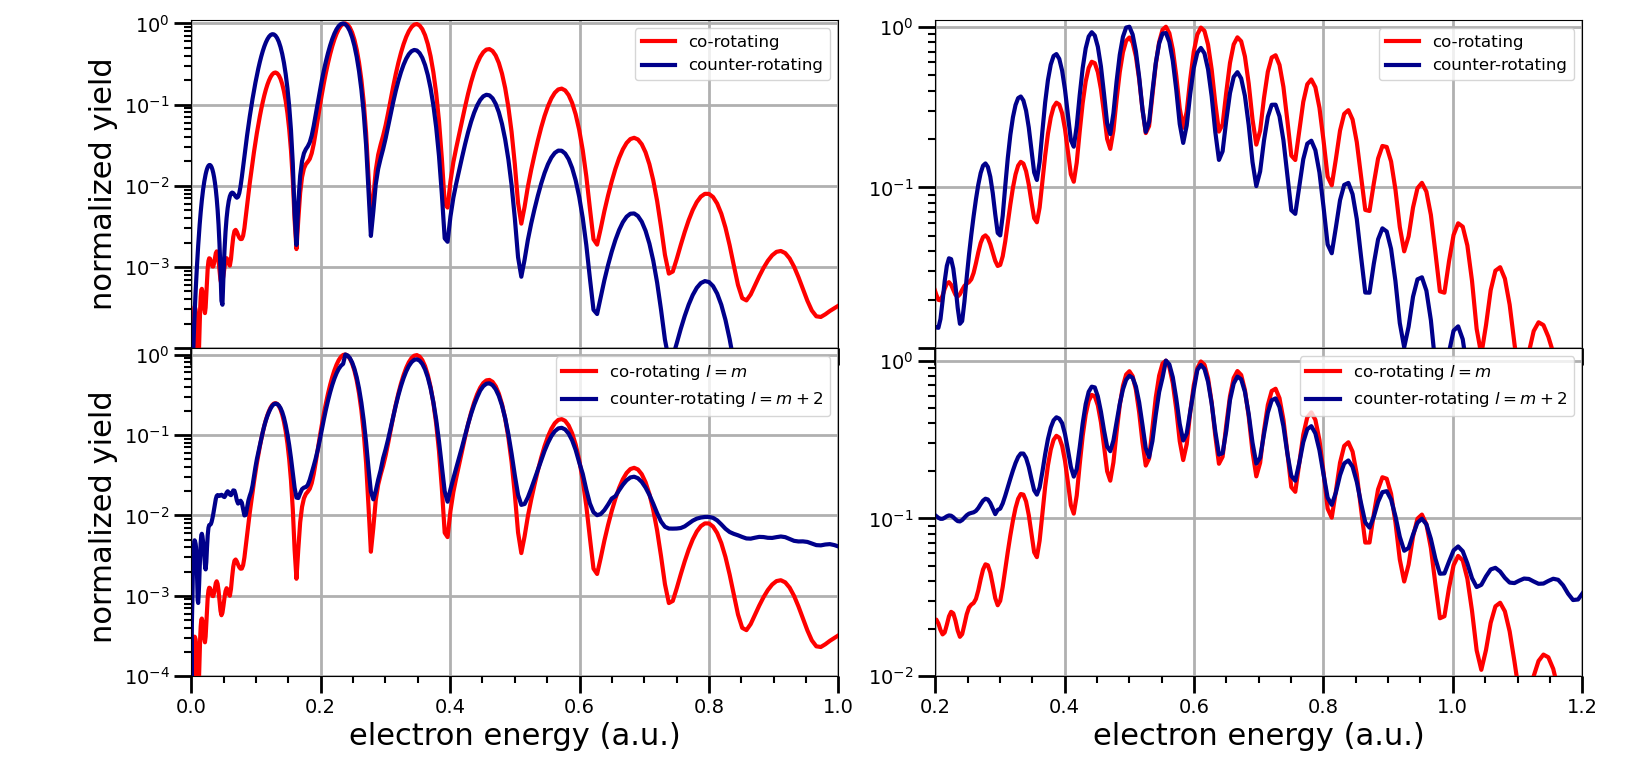 normalized yield
10⁰
10⁻¹
10⁻²
10⁻³
co-rotating
counter-rotating
10⁰
10⁻¹
co-rotating
counter-rotating
normalized yield
10⁰
10⁻¹
10⁻²
10⁻³
10⁻⁴
co-rotating l = m
counter-rotating l = m + 2
0.0 0.2 0.4 0.6 0.8 1.0
electron energy (a.u.)
10⁰
10⁻¹
10⁻²
co-rotating l = m
counter-rotating l = m + 2
0.2 0.4 0.6 0.8 1.0 1.2
electron energy (a.u.)